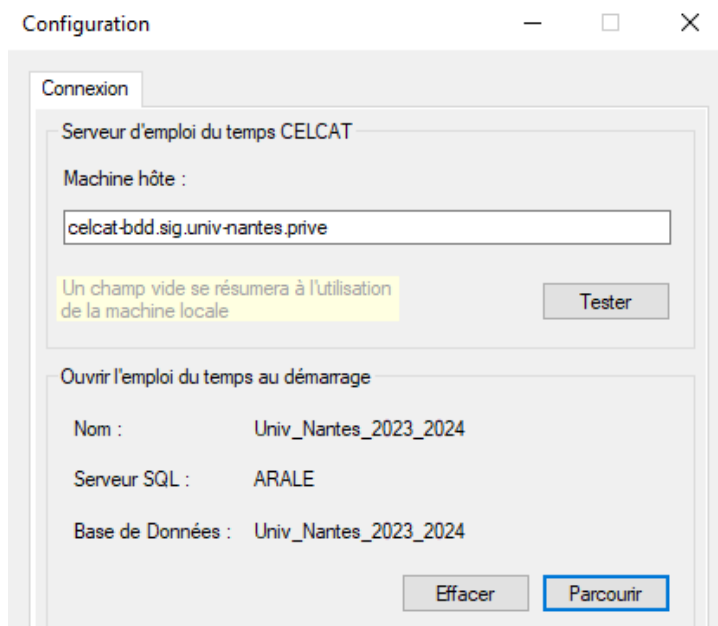 Configuration
Connexion
Serveur d'emploi du temps CELCAT
Machine hôte :
celcat-bdd.sig.univ-nantes.prive
Un champ vide se résumera à l'utilisation
de la machine locale
Tester
Ouvrir l'emploi du temps au démarrage
Nom : Univ_Nantes_2023_2024
Serveur SQL : ARALE
Base de Données : Univ_Nantes_2023_2024
Effacer Parcourir